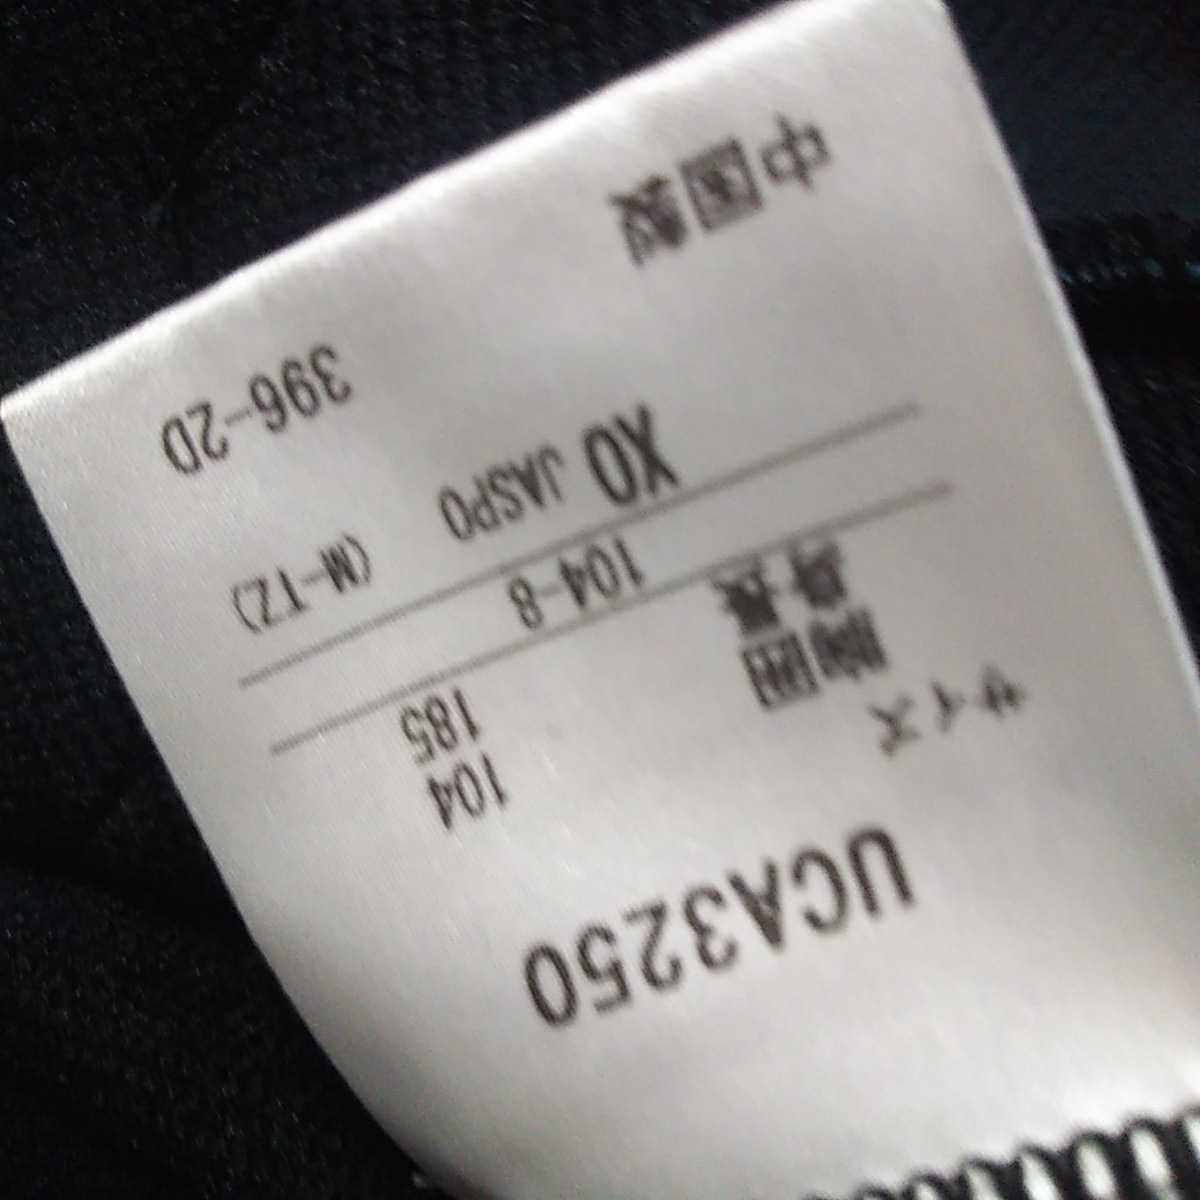 UCA3250
サイズ
胸囲 104
身長 185
104-8
XO JASPO (M-TZ)
396-2D
中国製